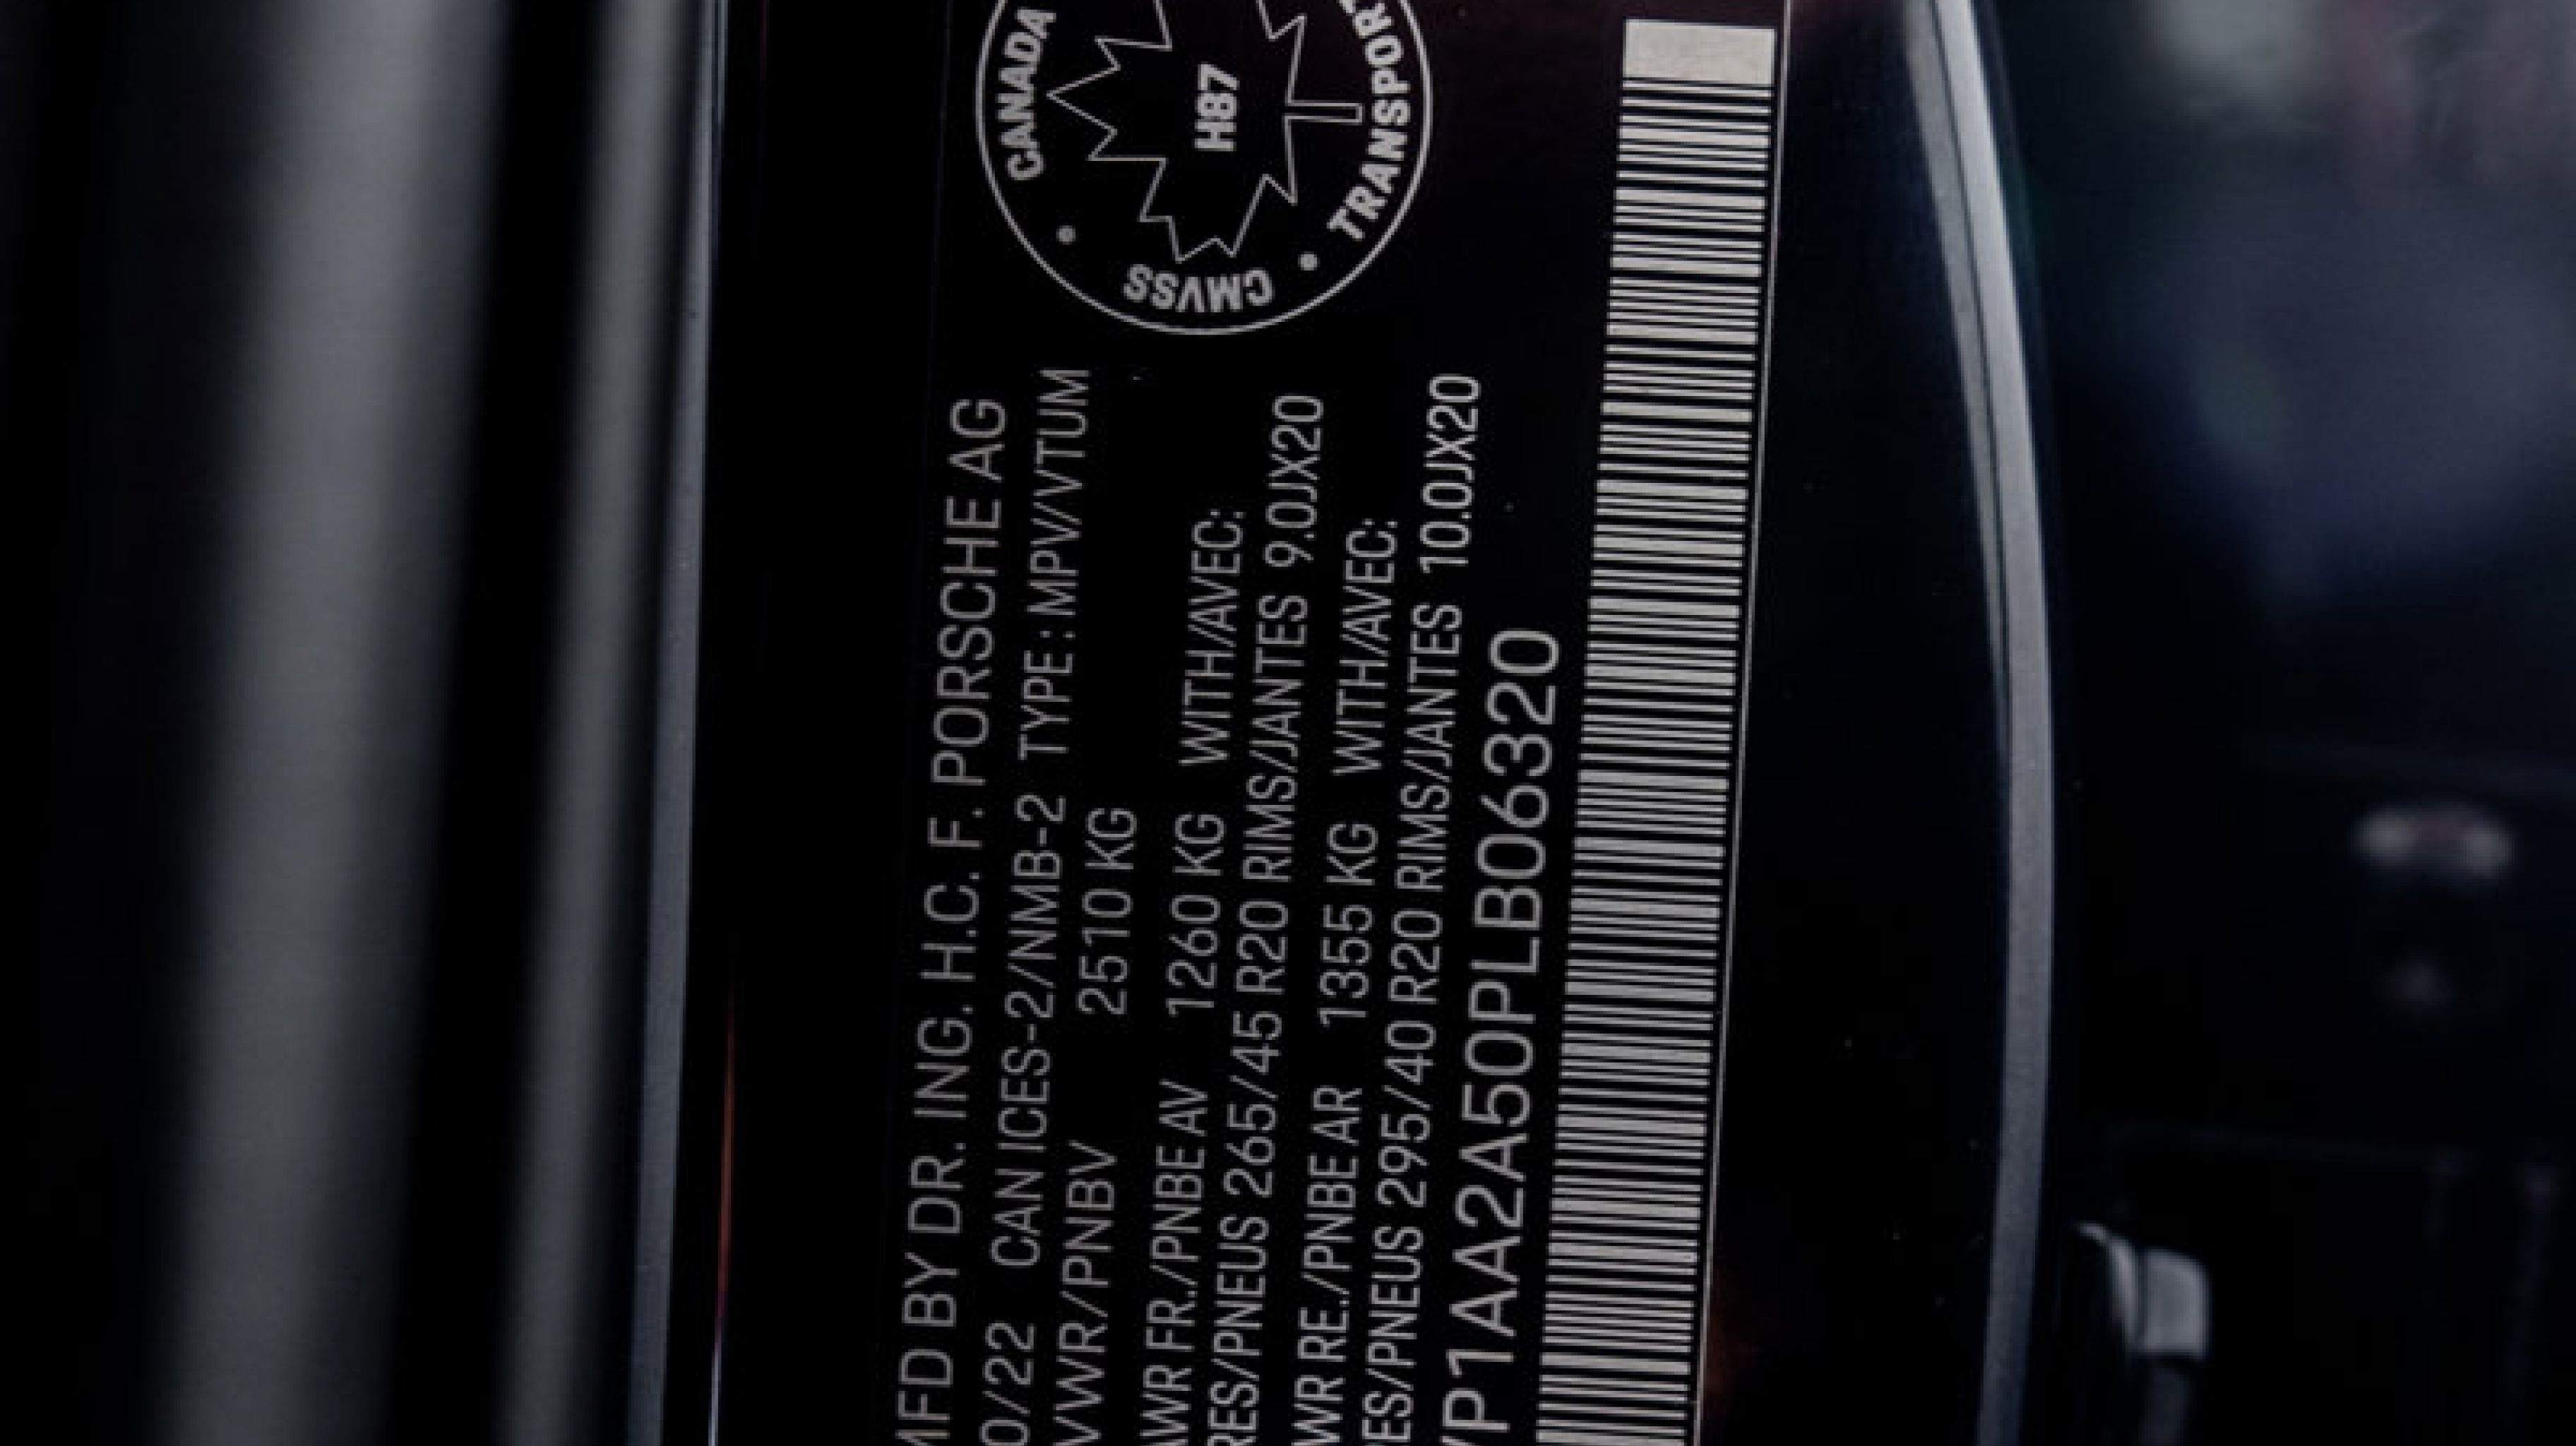 CANADA
TRANSPORT
CMVSS
H87
MFD BY DR. ING. H.C. F. PORSCHE AG
0/22 CAN ICES-2/NMB-2 TYPE: MPV/VTUM
VWR/PNBV 2510 KG
AWR FR./PNBE AV 1260 KG WITH/AVEC:
RES/PNEUS 265/45 R20 RIMS/JANTES 9.0JX20
WR RE./PNBE AR 1355 KG WITH/AVEC:
ES/PNEUS 295/40 R20 RIMS/JANTES 10.0JX20
VP1AA2A50PLB06320